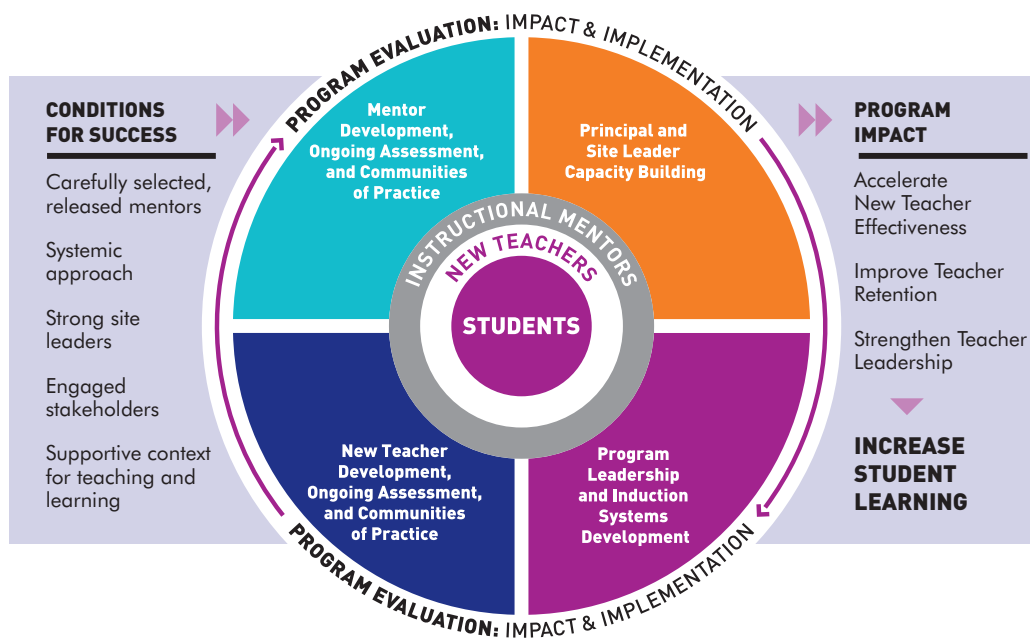 PROGRAM EVALUATION: IMPACT & IMPLEMENTATION
CONDITIONS
FOR SUCCESS
Carefully selected,
released mentors
Systemic
approach
Strong site
leaders
Engaged
stakeholders
Supportive context
for teaching and
learning
Mentor
Development,
Ongoing Assessment,
and Communities
of Practice
Principal and
Site Leader
Capacity Building
INSTRUCTIONAL MENTORS
NEW TEACHERS
STUDENTS
New Teacher
Development,
Ongoing Assessment,
and Communities
of Practice
Program
Leadership
and Induction
Systems
Development
PROGRAM EVALUATION: IMPACT & IMPLEMENTATION
PROGRAM
IMPACT
Accelerate
New Teacher
Effectiveness
Improve Teacher
Retention
Strengthen Teacher
Leadership
INCREASE
STUDENT
LEARNING